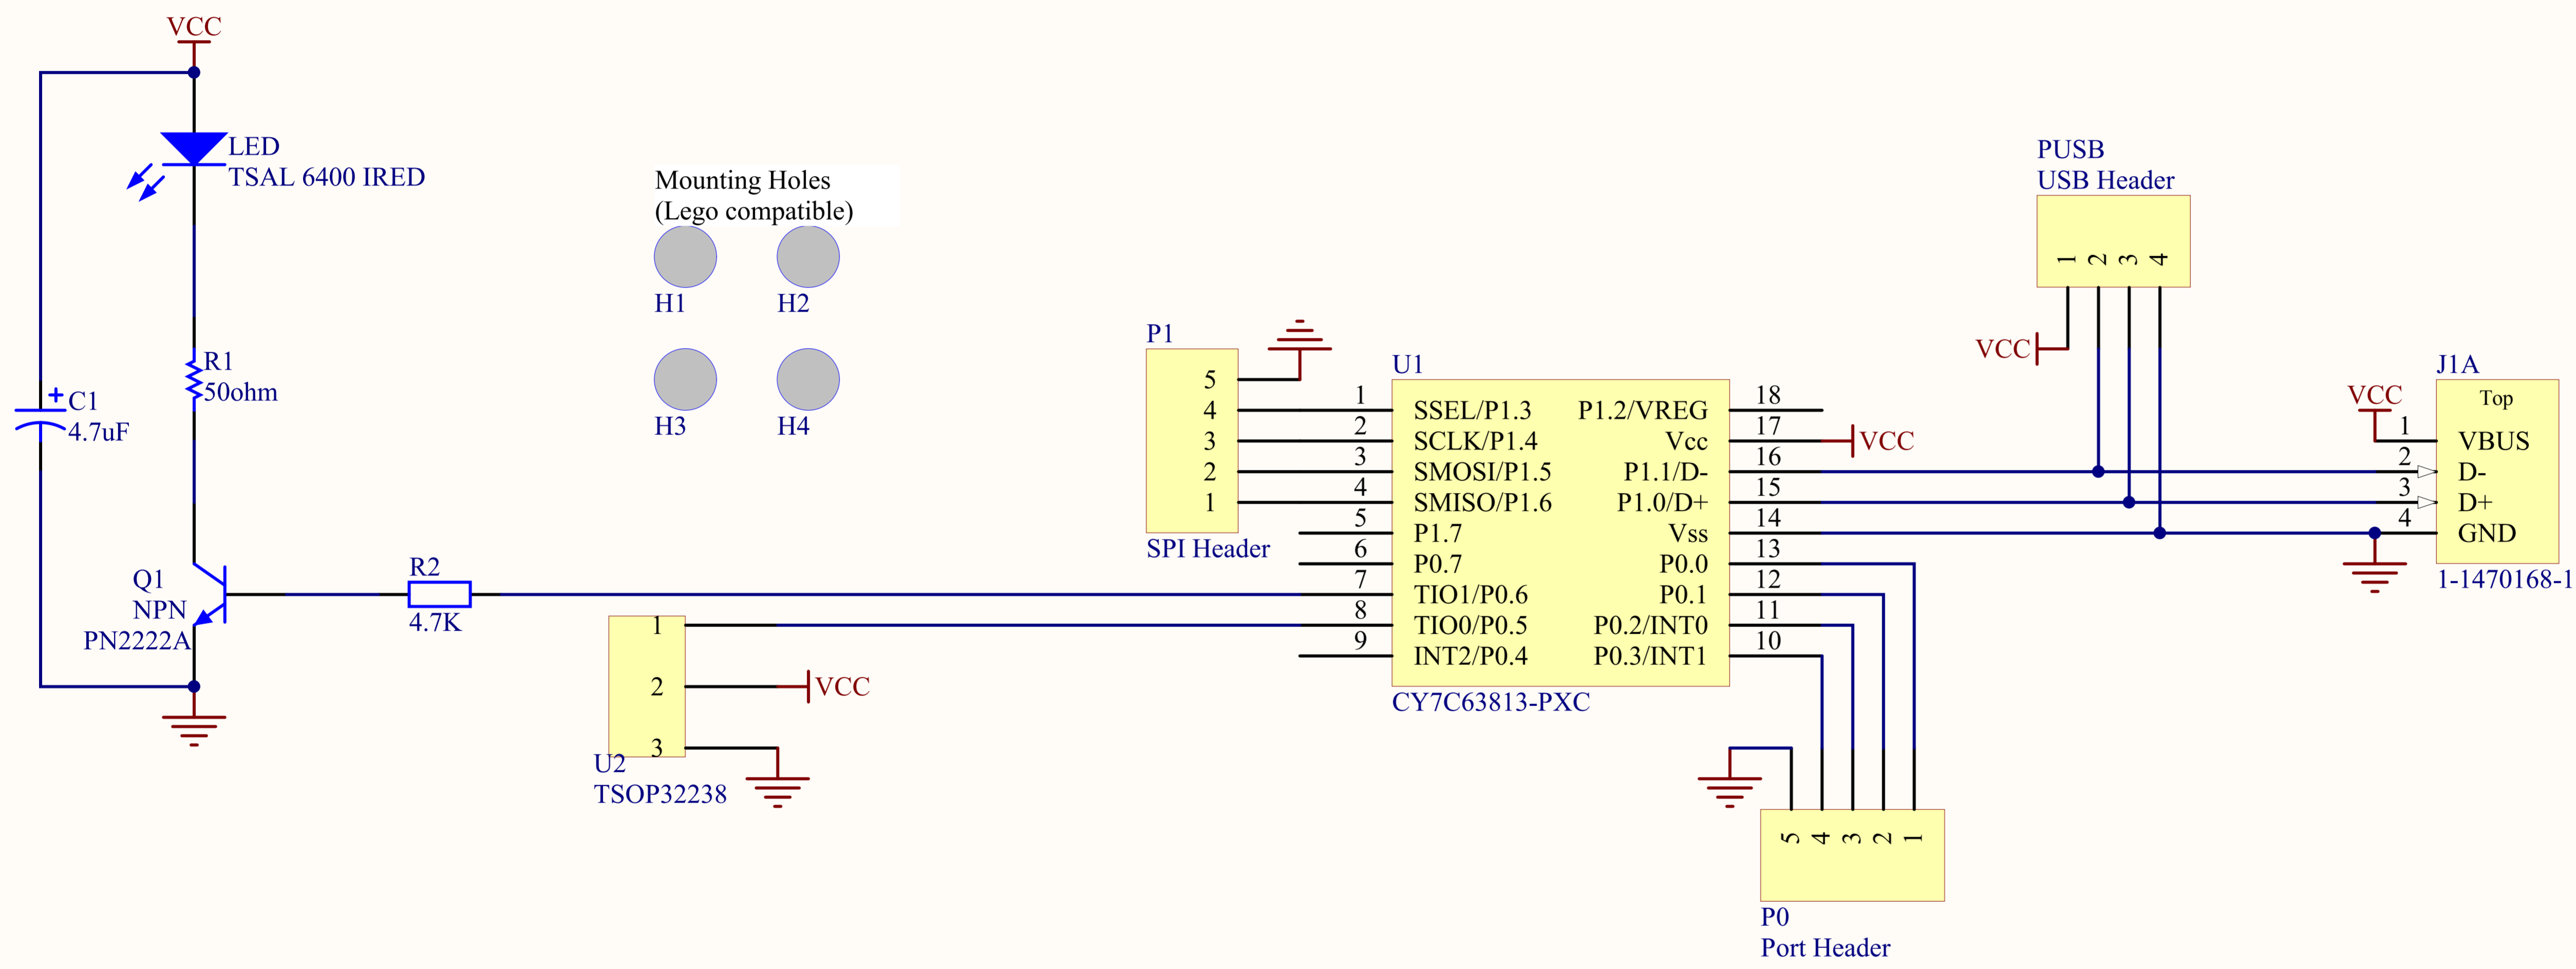 VCC
LED
TSAL 6400 IRED
R1
50ohm
+
C1
4.7uF
Q1
NPN
PN2222A
R2
4.7K
Mounting Holes
(Lego compatible)
H1
H2
H3
H4
1
2
VCC
3
U2
TSOP32238
P1
5
4
3
2
1
SPI Header
U1
1 SSEL/P1.3 P1.2/VREG 18
2 SCLK/P1.4 Vcc 17 VCC
3 SMOSI/P1.5 P1.1/D- 16
4 SMISO/P1.6 P1.0/D+ 15
5 P1.7 Vss 14
6 P0.7 P0.0 13
7 TIO1/P0.6 P0.1 12
8 TIO0/P0.5 P0.2/INT0 11
9 INT2/P0.4 P0.3/INT1 10
CY7C63813-PXC
5 4 3 2 1
P0
Port Header
PUSB
USB Header
1 2 3 4
VCC
J1A
VCC
Top
1 VBUS
2 D-
3 D+
4 GND
1-1470168-1